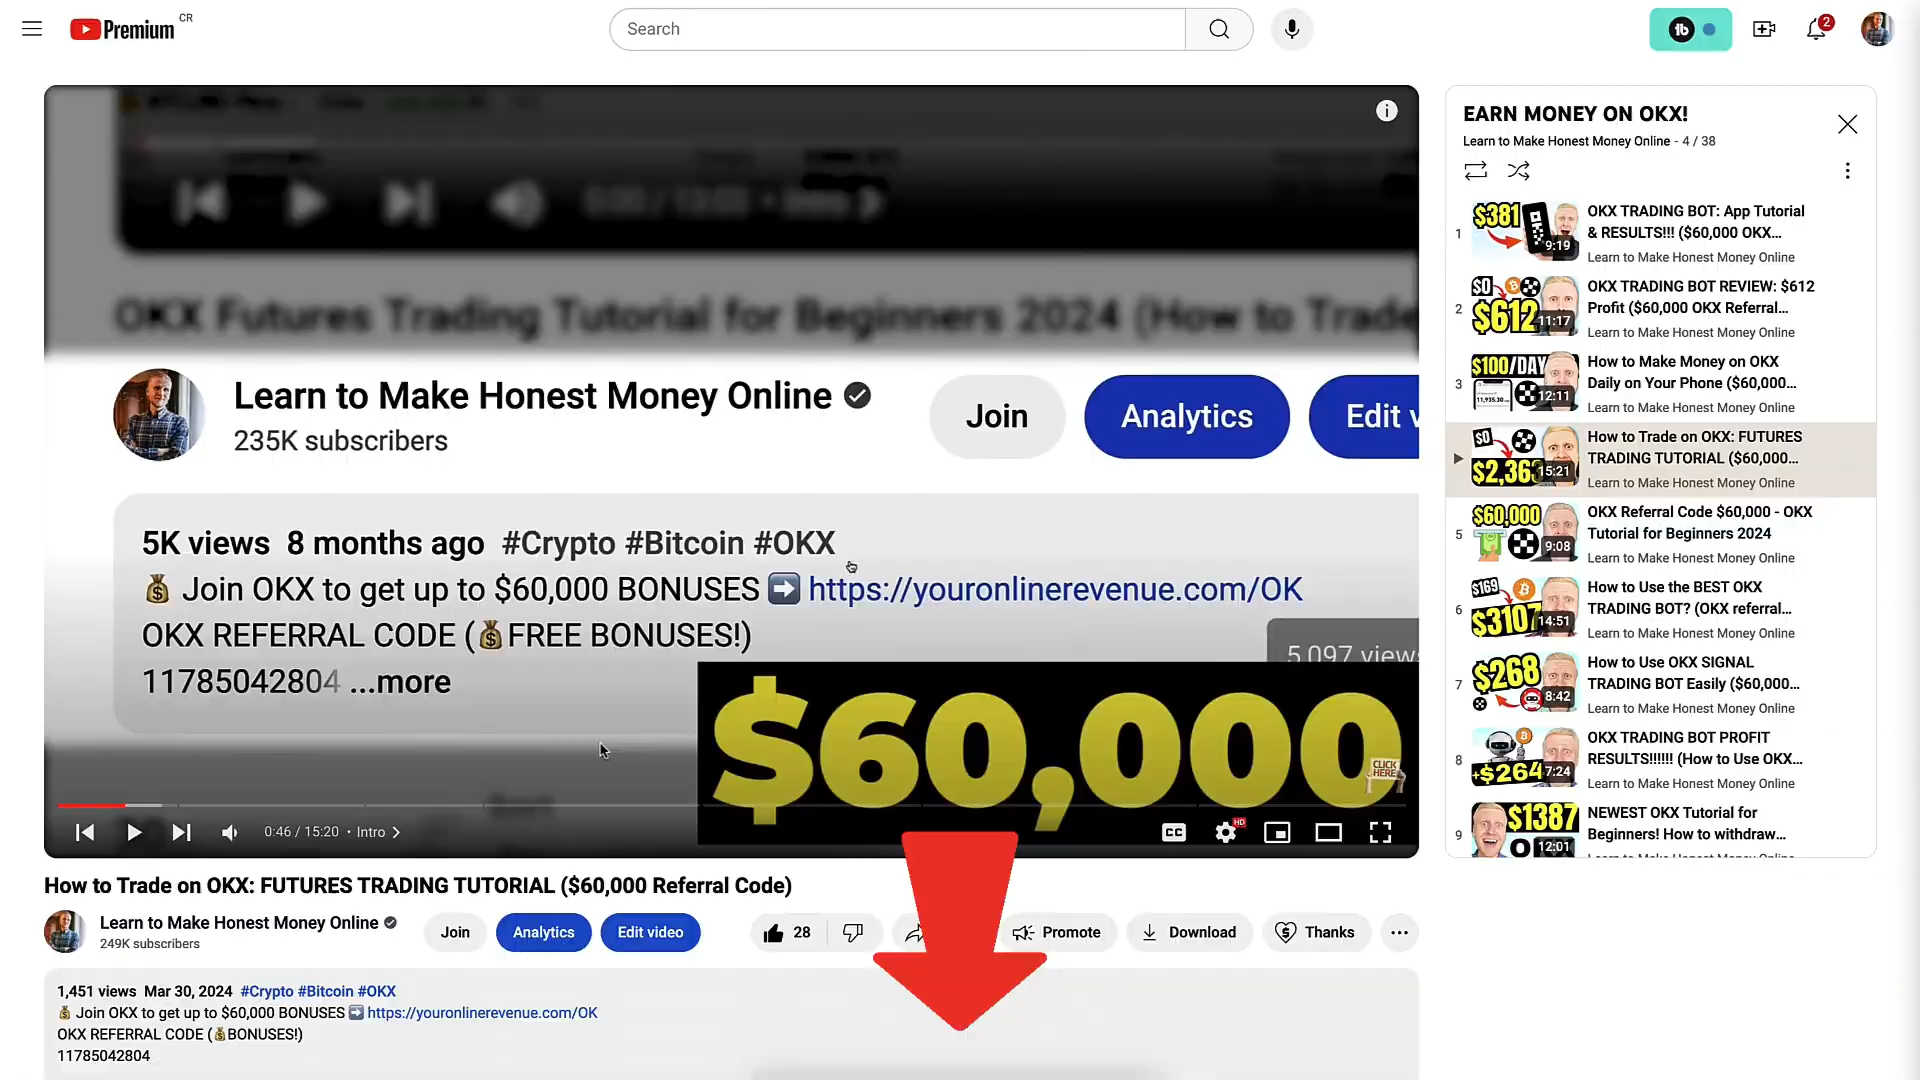 Premium CR
Search
2
OKX Futures Trading Tutorial for Beginners 2024 (How to Trade
Learn to Make Honest Money Online
235K subscribers
Join
Analytics
Edit v
5K views 8 months ago #Crypto #Bitcoin #OKX
💰 Join OKX to get up to $60,000 BONUSES ➡️ https://youronlinerevenue.com/OK
OKX REFERRAL CODE (💰FREE BONUSES!)
11785042804 ...more
5,097 views
$60,000
CLICK HERE
0:46 / 15:20 • Intro
CC
HD
How to Trade on OKX: FUTURES TRADING TUTORIAL ($60,000 Referral Code)
Learn to Make Honest Money Online
249K subscribers
Join
Analytics
Edit video
28
Promote
Download
Thanks
1,451 views Mar 30, 2024 #Crypto #Bitcoin #OKX
💰 Join OKX to get up to $60,000 BONUSES ➡️ https://youronlinerevenue.com/OK
OKX REFERRAL CODE (💰BONUSES!)
11785042804
EARN MONEY ON OKX!
Learn to Make Honest Money Online - 4 / 38
1
$381
9:19
OKX TRADING BOT: App Tutorial
& RESULTS!!! ($60,000 OKX...
Learn to Make Honest Money Online
2
$0
$612
11:17
OKX TRADING BOT REVIEW: $612
Profit ($60,000 OKX Referral...
Learn to Make Honest Money Online
3
$100/DAY
12:11
How to Make Money on OKX
Daily on Your Phone ($60,000...
Learn to Make Honest Money Online
$0
$2,363
15:21
How to Trade on OKX: FUTURES
TRADING TUTORIAL ($60,000...
Learn to Make Honest Money Online
5
$60,000
9:08
OKX Referral Code $60,000 - OKX
Tutorial for Beginners 2024
Learn to Make Honest Money Online
6
$169
$3107
14:51
How to Use the BEST OKX
TRADING BOT? (OKX referral...
Learn to Make Honest Money Online
7
$268
8:42
How to Use OKX SIGNAL
TRADING BOT Easily ($60,000...
Learn to Make Honest Money Online
8
+$264
7:24
OKX TRADING BOT PROFIT
RESULTS!!!!!! (How to Use OKX...
Learn to Make Honest Money Online
9
$1387
12:01
NEWEST OKX Tutorial for
Beginners! How to withdraw...
Learn to Make Honest Money Online